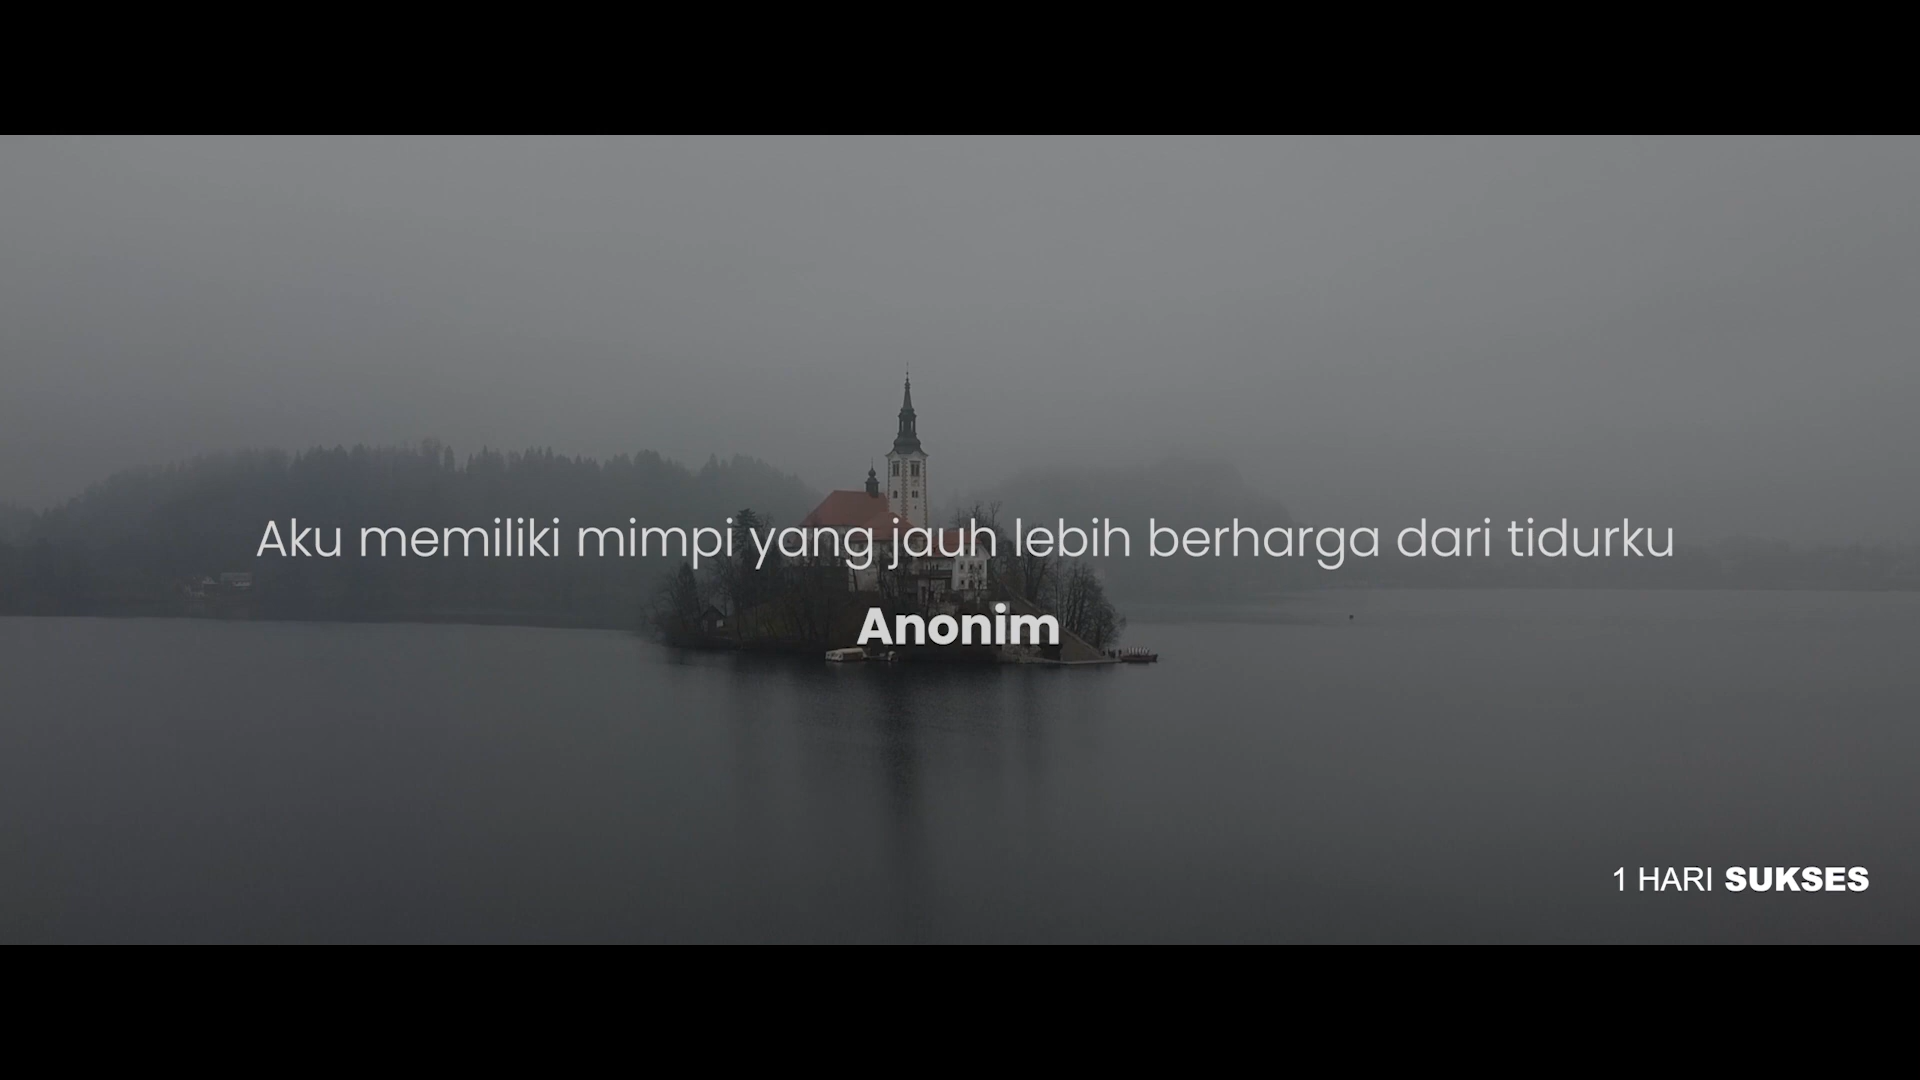 Aku memiliki mimpi yang jauh lebih berharga dari tidurku
Anonim
1 HARI SUKSES